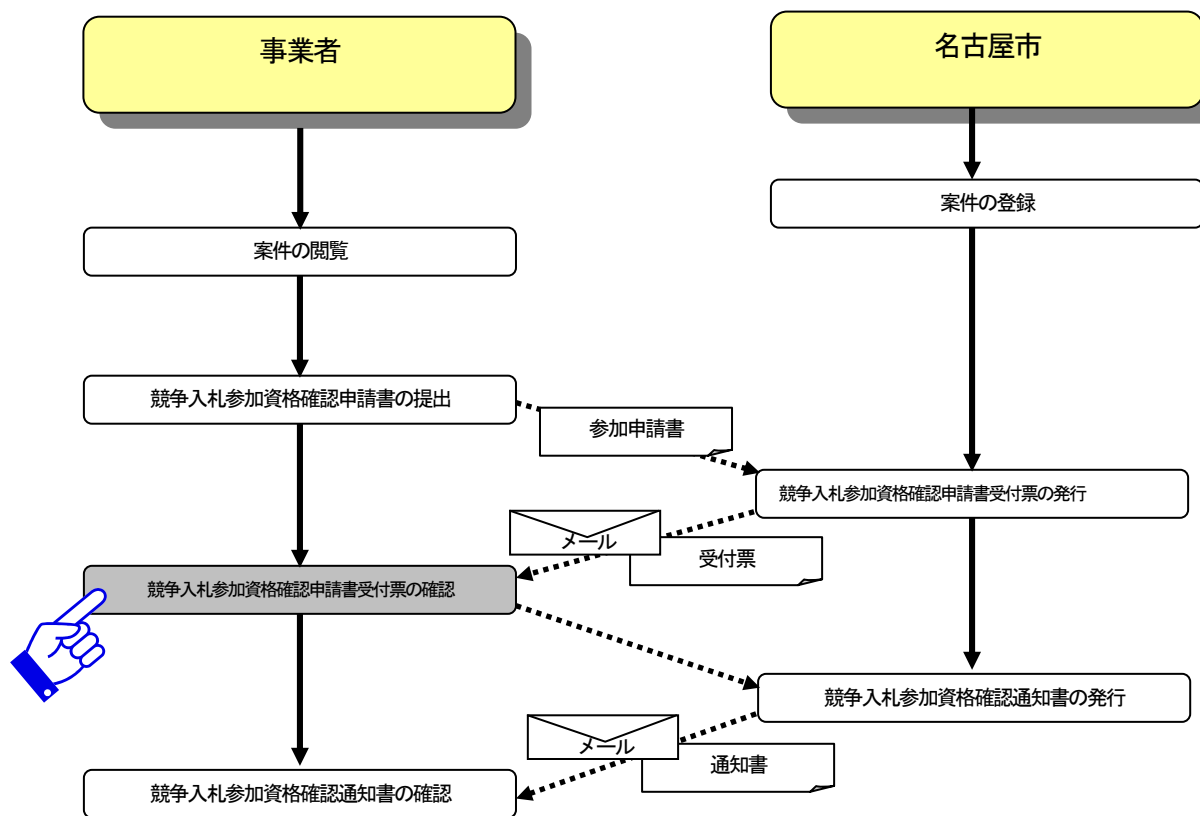 事業者
名古屋市
案件の登録
案件の閲覧
競争入札参加資格確認申請書の提出
参加申請書
競争入札参加資格確認申請書受付票の発行
メール
受付票
競争入札参加資格確認申請書受付票の確認
競争入札参加資格確認通知書の発行
メール
通知書
競争入札参加資格確認通知書の確認